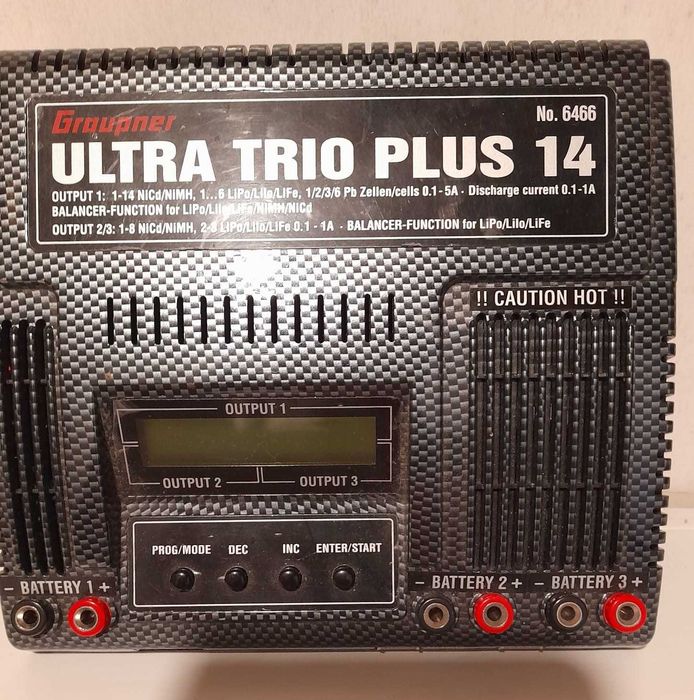 Graupner
No. 6466
ULTRA TRIO PLUS 14
OUTPUT 1: 1-14 NiCd/NiMH, 1...6 LiPo/LiIo/LiFe, 1/2/3/6 Pb Zellen/cells 0.1-5A · Discharge current 0.1-1A
BALANCER-FUNCTION for LiPo/LiIo/LiFe/NiMH/NiCd
OUTPUT 2/3: 1-8 NiCd/NiMH, LiPo/LiIo/LiFe 0.1 - 1A · BALANCER-FUNCTION for LiPo/LiIo/LiFe
!! CAUTION HOT !!
OUTPUT 1
OUTPUT 2 OUTPUT 3
PROG/MODE DEC INC ENTER/START
- BATTERY 1 +
- BATTERY 2 +
- BATTERY 3 +